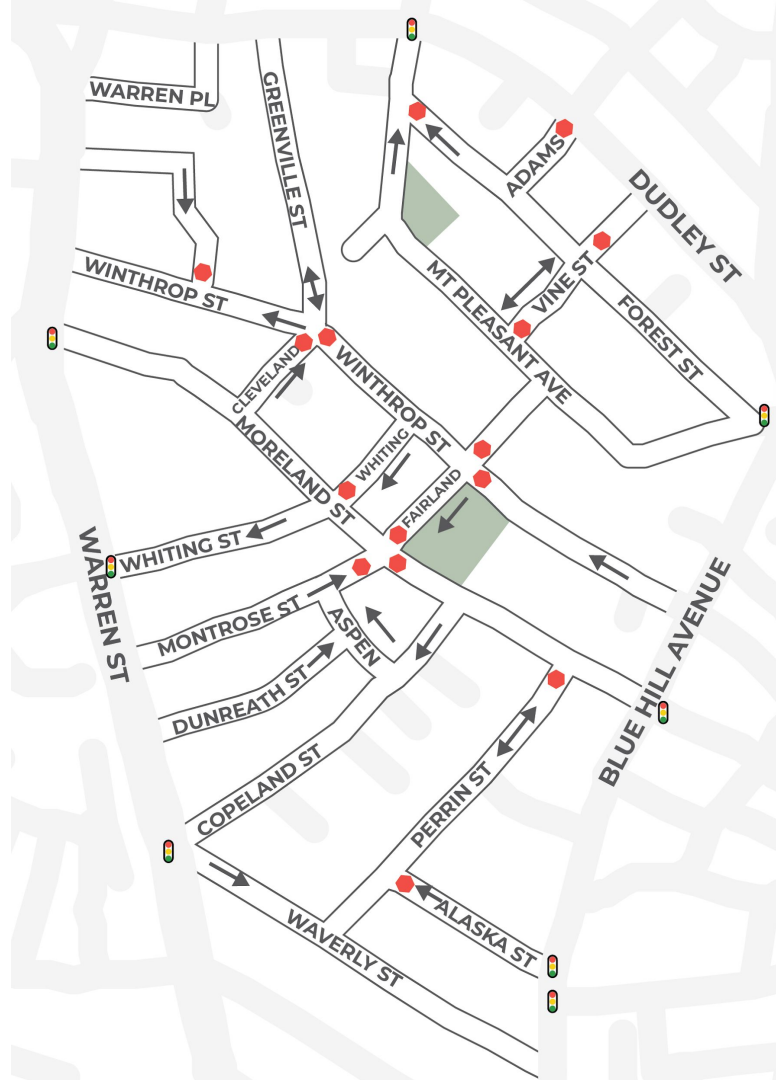 WARREN PL
GREENVILLE ST
ADAMS
DUDLEY ST
WINTHROP ST
MT PLEASANT AVE
VINE ST
FOREST ST
CLEVELAND
WINTHROP ST
MORELAND ST
WHITING
FAIRLAND
WHITING ST
WARREN ST
MONTROSE ST
ASPEN
DUNREATH ST
BLUE HILL AVENUE
COPELAND ST
PERRIN ST
ALASKA ST
WAVERLY ST